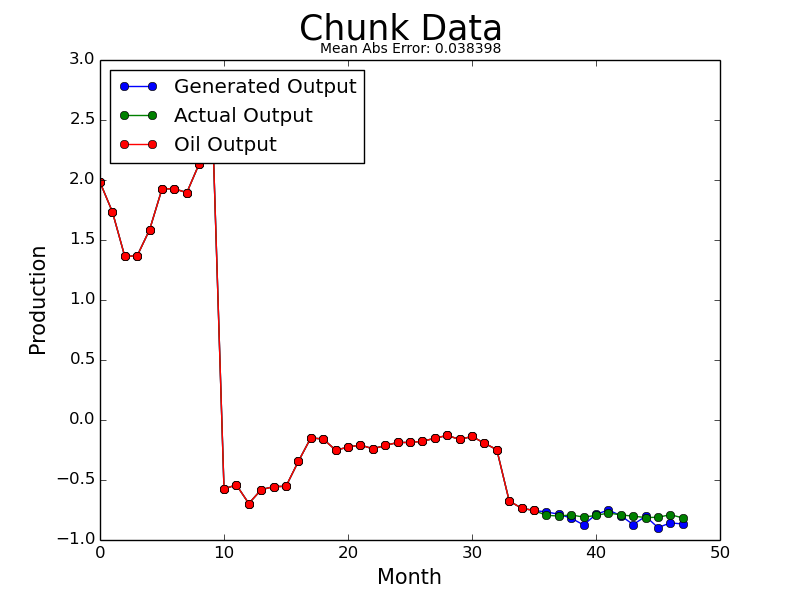 Chunk Data
Mean Abs Error: 0.038398
3.0
2.5
2.0
1.5
1.0
0.5
0.0
−0.5
−1.0
Generated Output
Actual Output
Oil Output
Production
0 10 20 30 40 50
Month